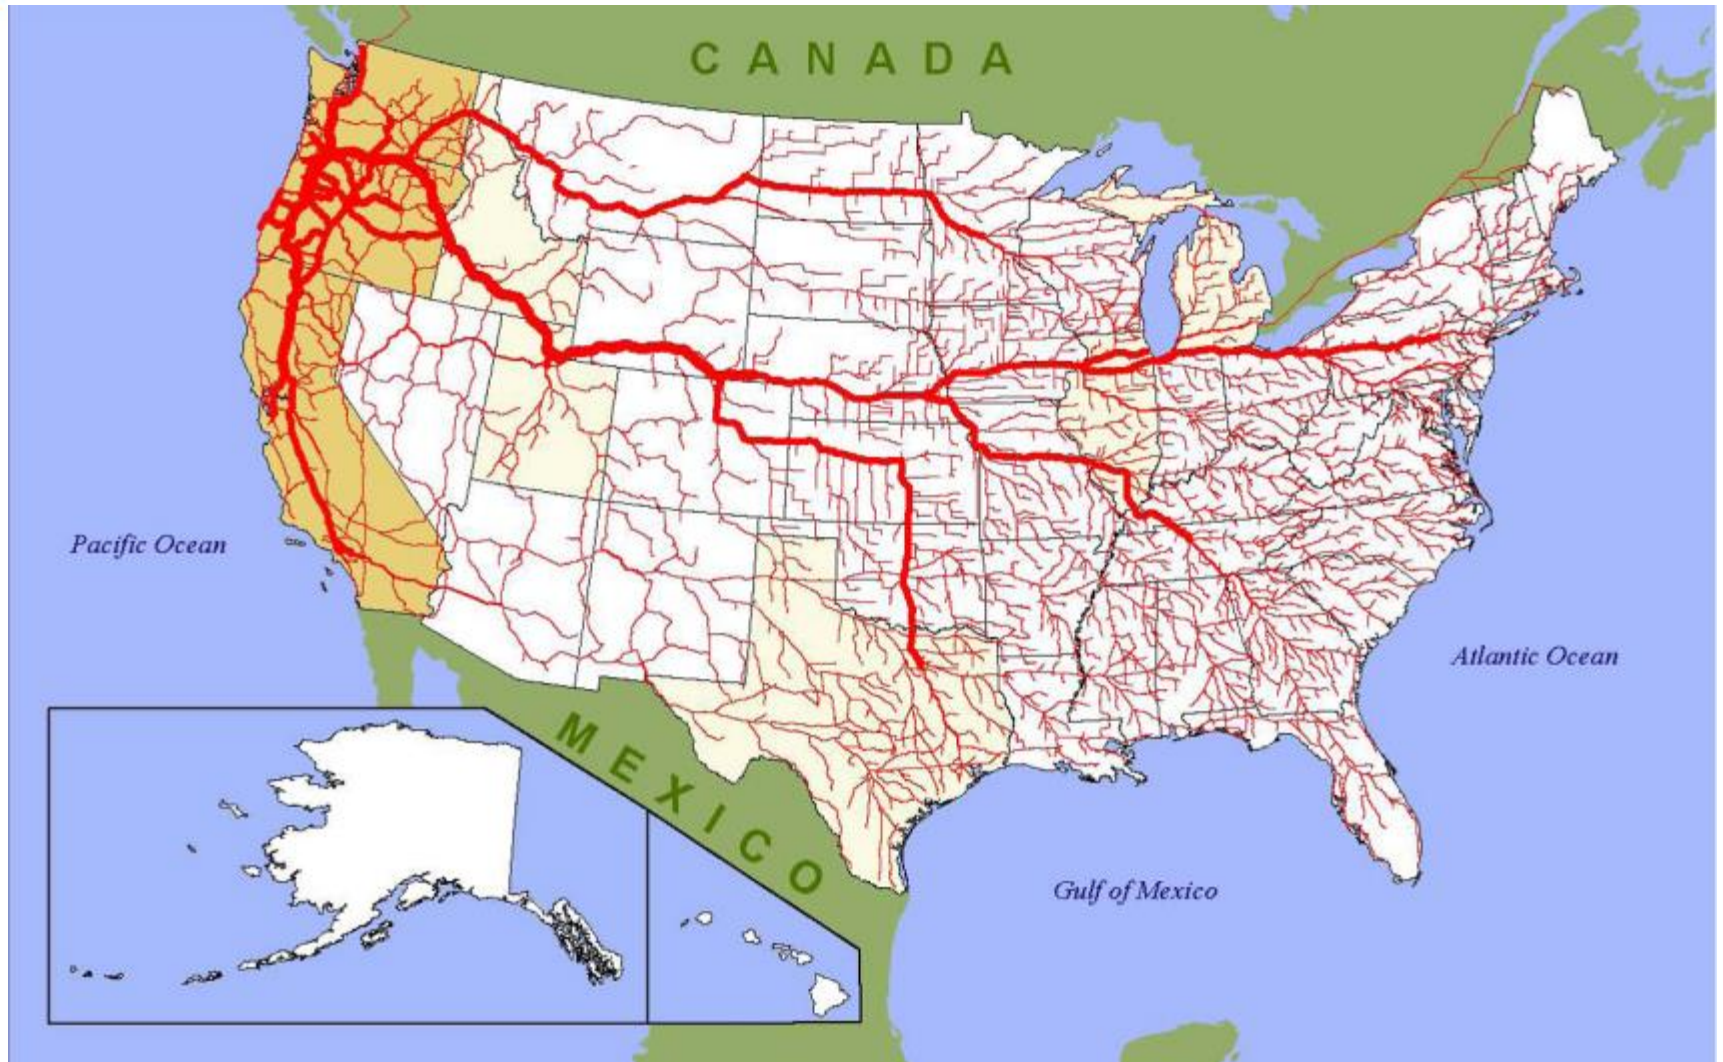 CANADA
Pacific Ocean
Atlantic Ocean
MEXICO
Gulf of Mexico